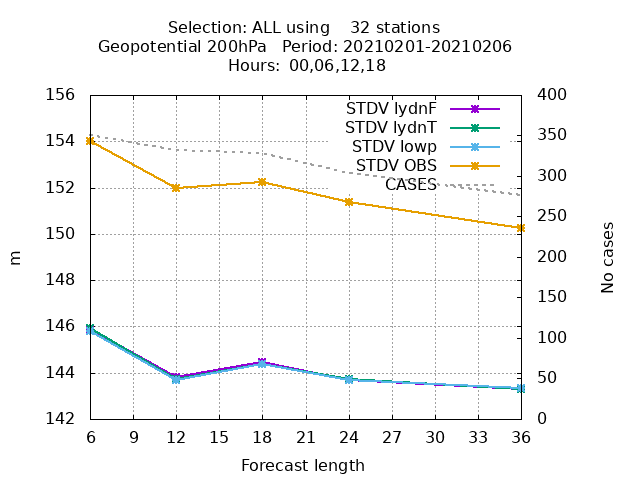 Selection: ALL using    32 stations
Geopotential 200hPa   Period: 20210201-20210206
Hours: 00,06,12,18
156
154
152
150
148
146
144
142
m
400
350
300
250
200
150
100
50
0
No cases
STDV lydnF
STDV lydnT
STDV lowp
STDV OBS
CASES
6 9 12 15 18 21 24 27 30 33 36
Forecast length